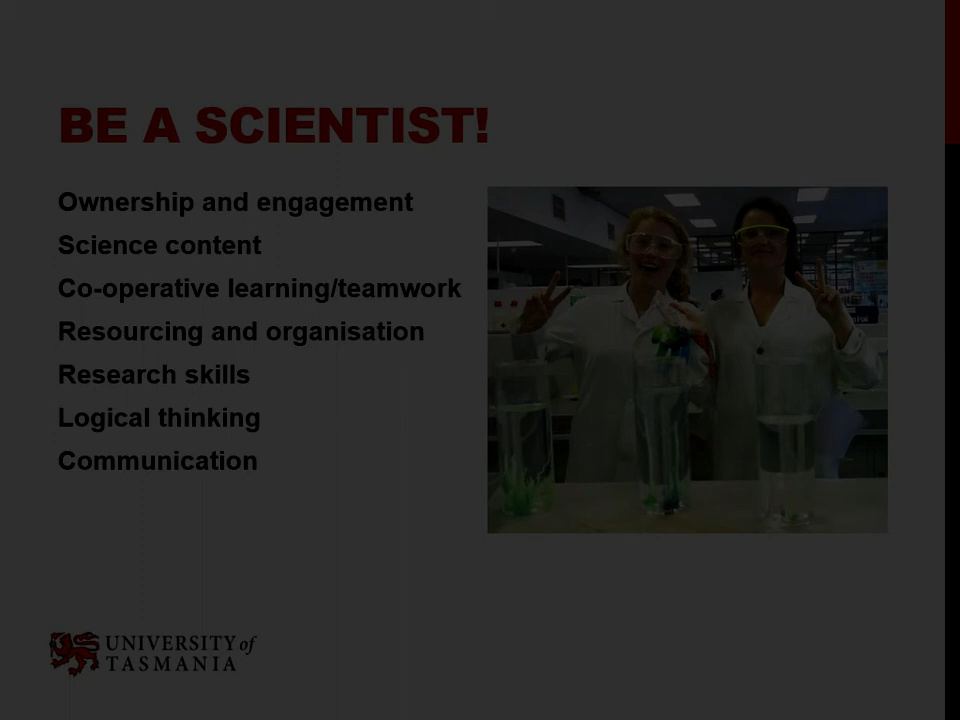 BE A SCIENTIST!
Ownership and engagement
Science content
Co-operative learning/teamwork
Resourcing and organisation
Research skills
Logical thinking
Communication
UNIVERSITY of
TASMANIA